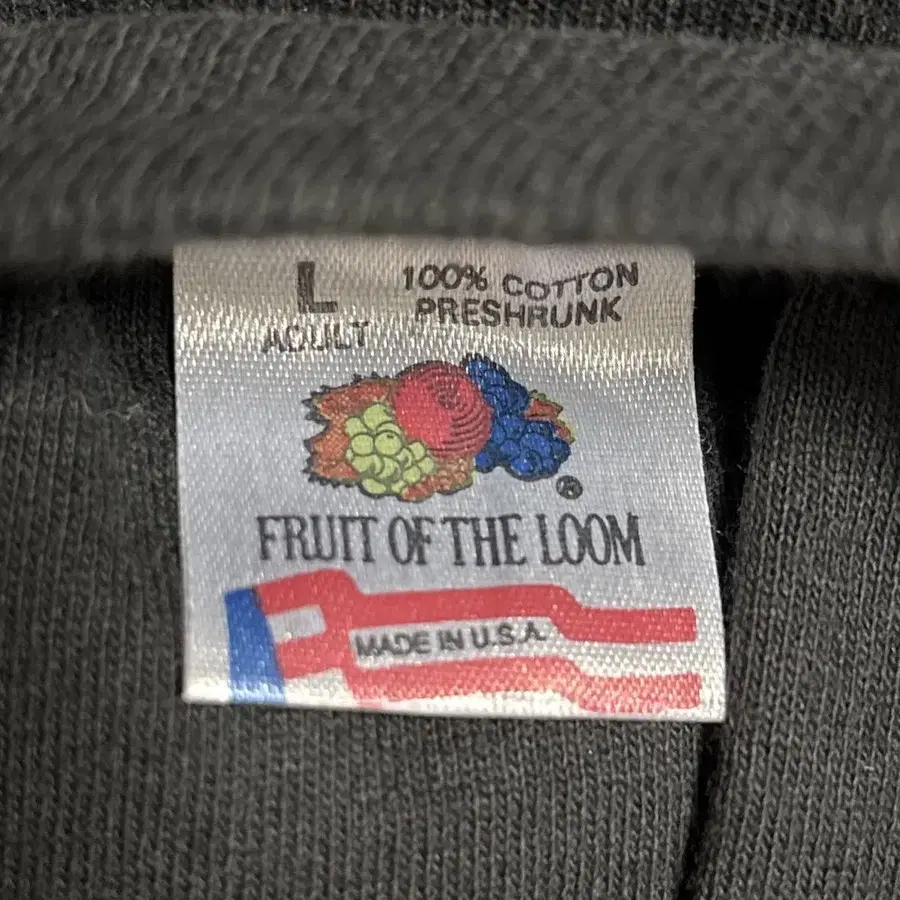 L
ADULT
100% COTTON
PRESHRUNK
®
FRUIT OF THE LOOM
MADE IN U.S.A.